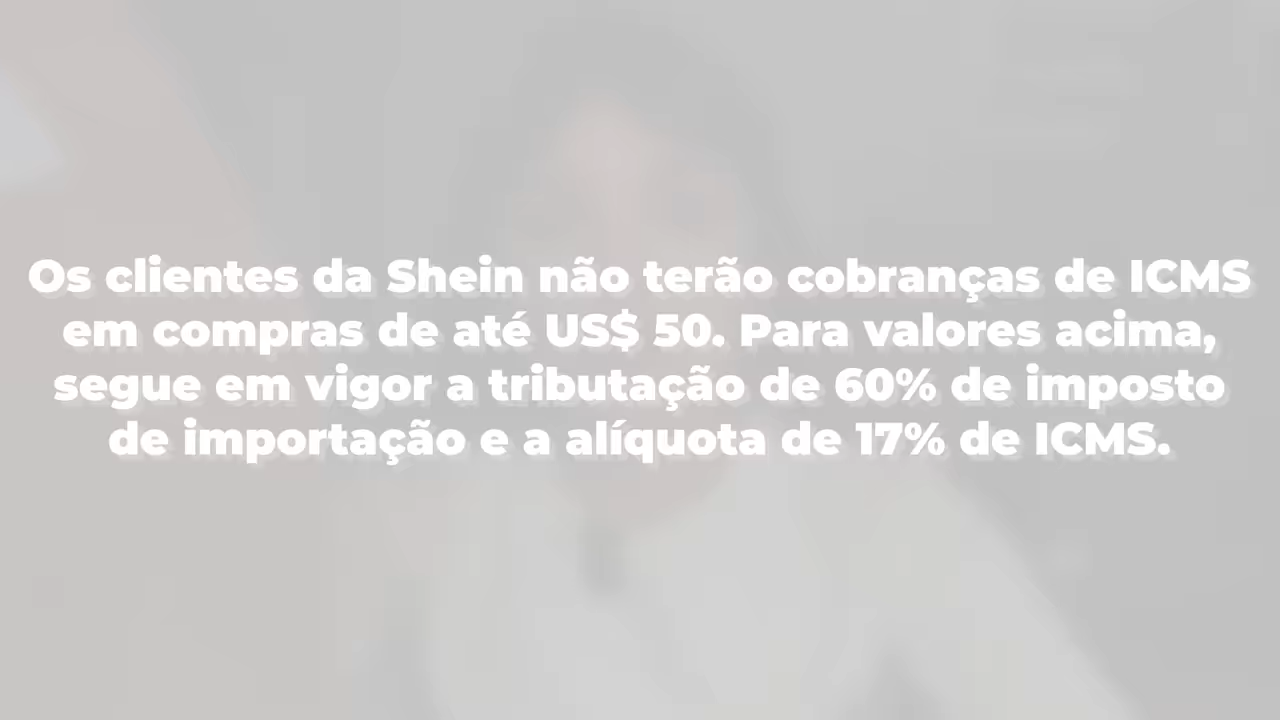 Os clientes da Shein não terão cobranças de ICMS
em compras de até US$ 50. Para valores acima,
segue em vigor a tributação de 60% de imposto
de importação e a alíquota de 17% de ICMS.